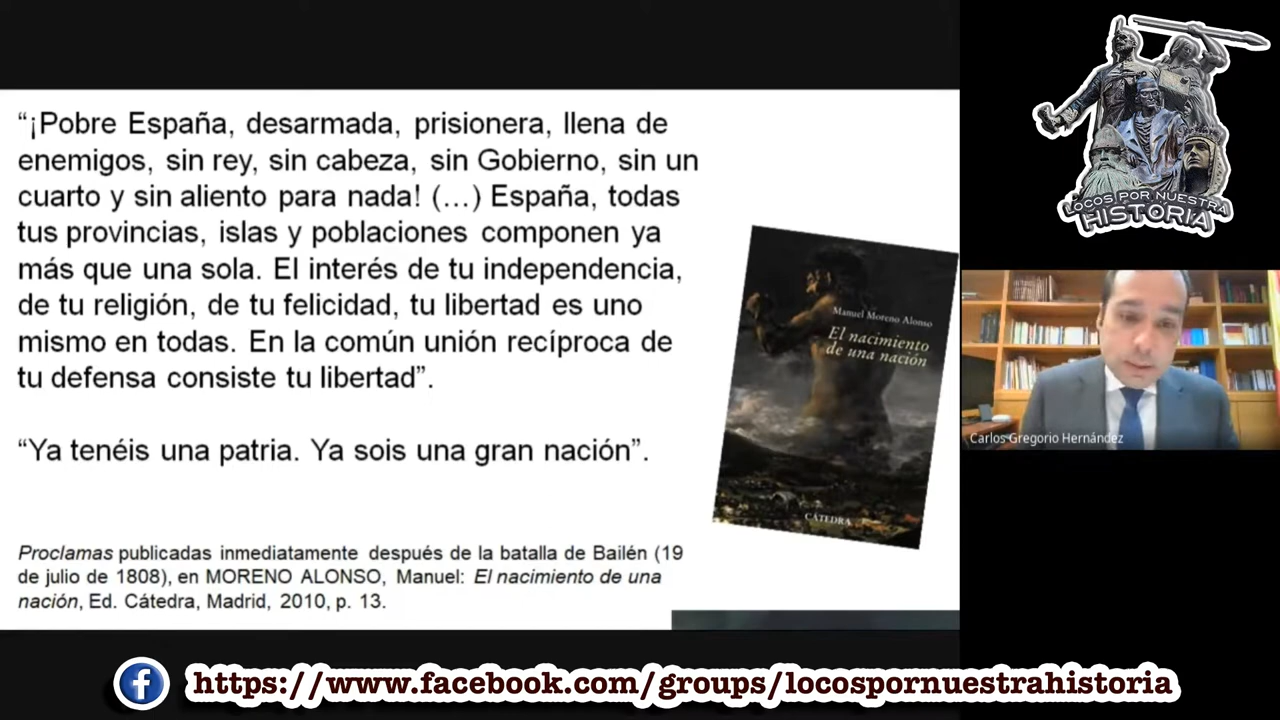 “¡Pobre España, desarmada, prisionera, llena de
enemigos, sin rey, sin cabeza, sin Gobierno, sin un
cuarto y sin aliento para nada! (…) España, todas
tus provincias, islas y poblaciones componen ya
más que una sola. El interés de tu independencia,
de tu religión, de tu felicidad, tu libertad es uno
mismo en todas. En la común unión recíproca de
tu defensa consiste tu libertad”.
“Ya tenéis una patria. Ya sois una gran nación”.
Proclamas publicadas inmediatamente después de la batalla de Bailén (19
de julio de 1808), en MORENO ALONSO, Manuel: El nacimiento de una
nación, Ed. Cátedra, Madrid, 2010, p. 13.
Manuel Moreno Alonso
El nacimiento
de una nación
CÁTEDRA
LOCOS POR NUESTRA
HISTORIA
Carlos Gregorio Hernández
https://www.facebook.com/groups/locospornuestrahistoria